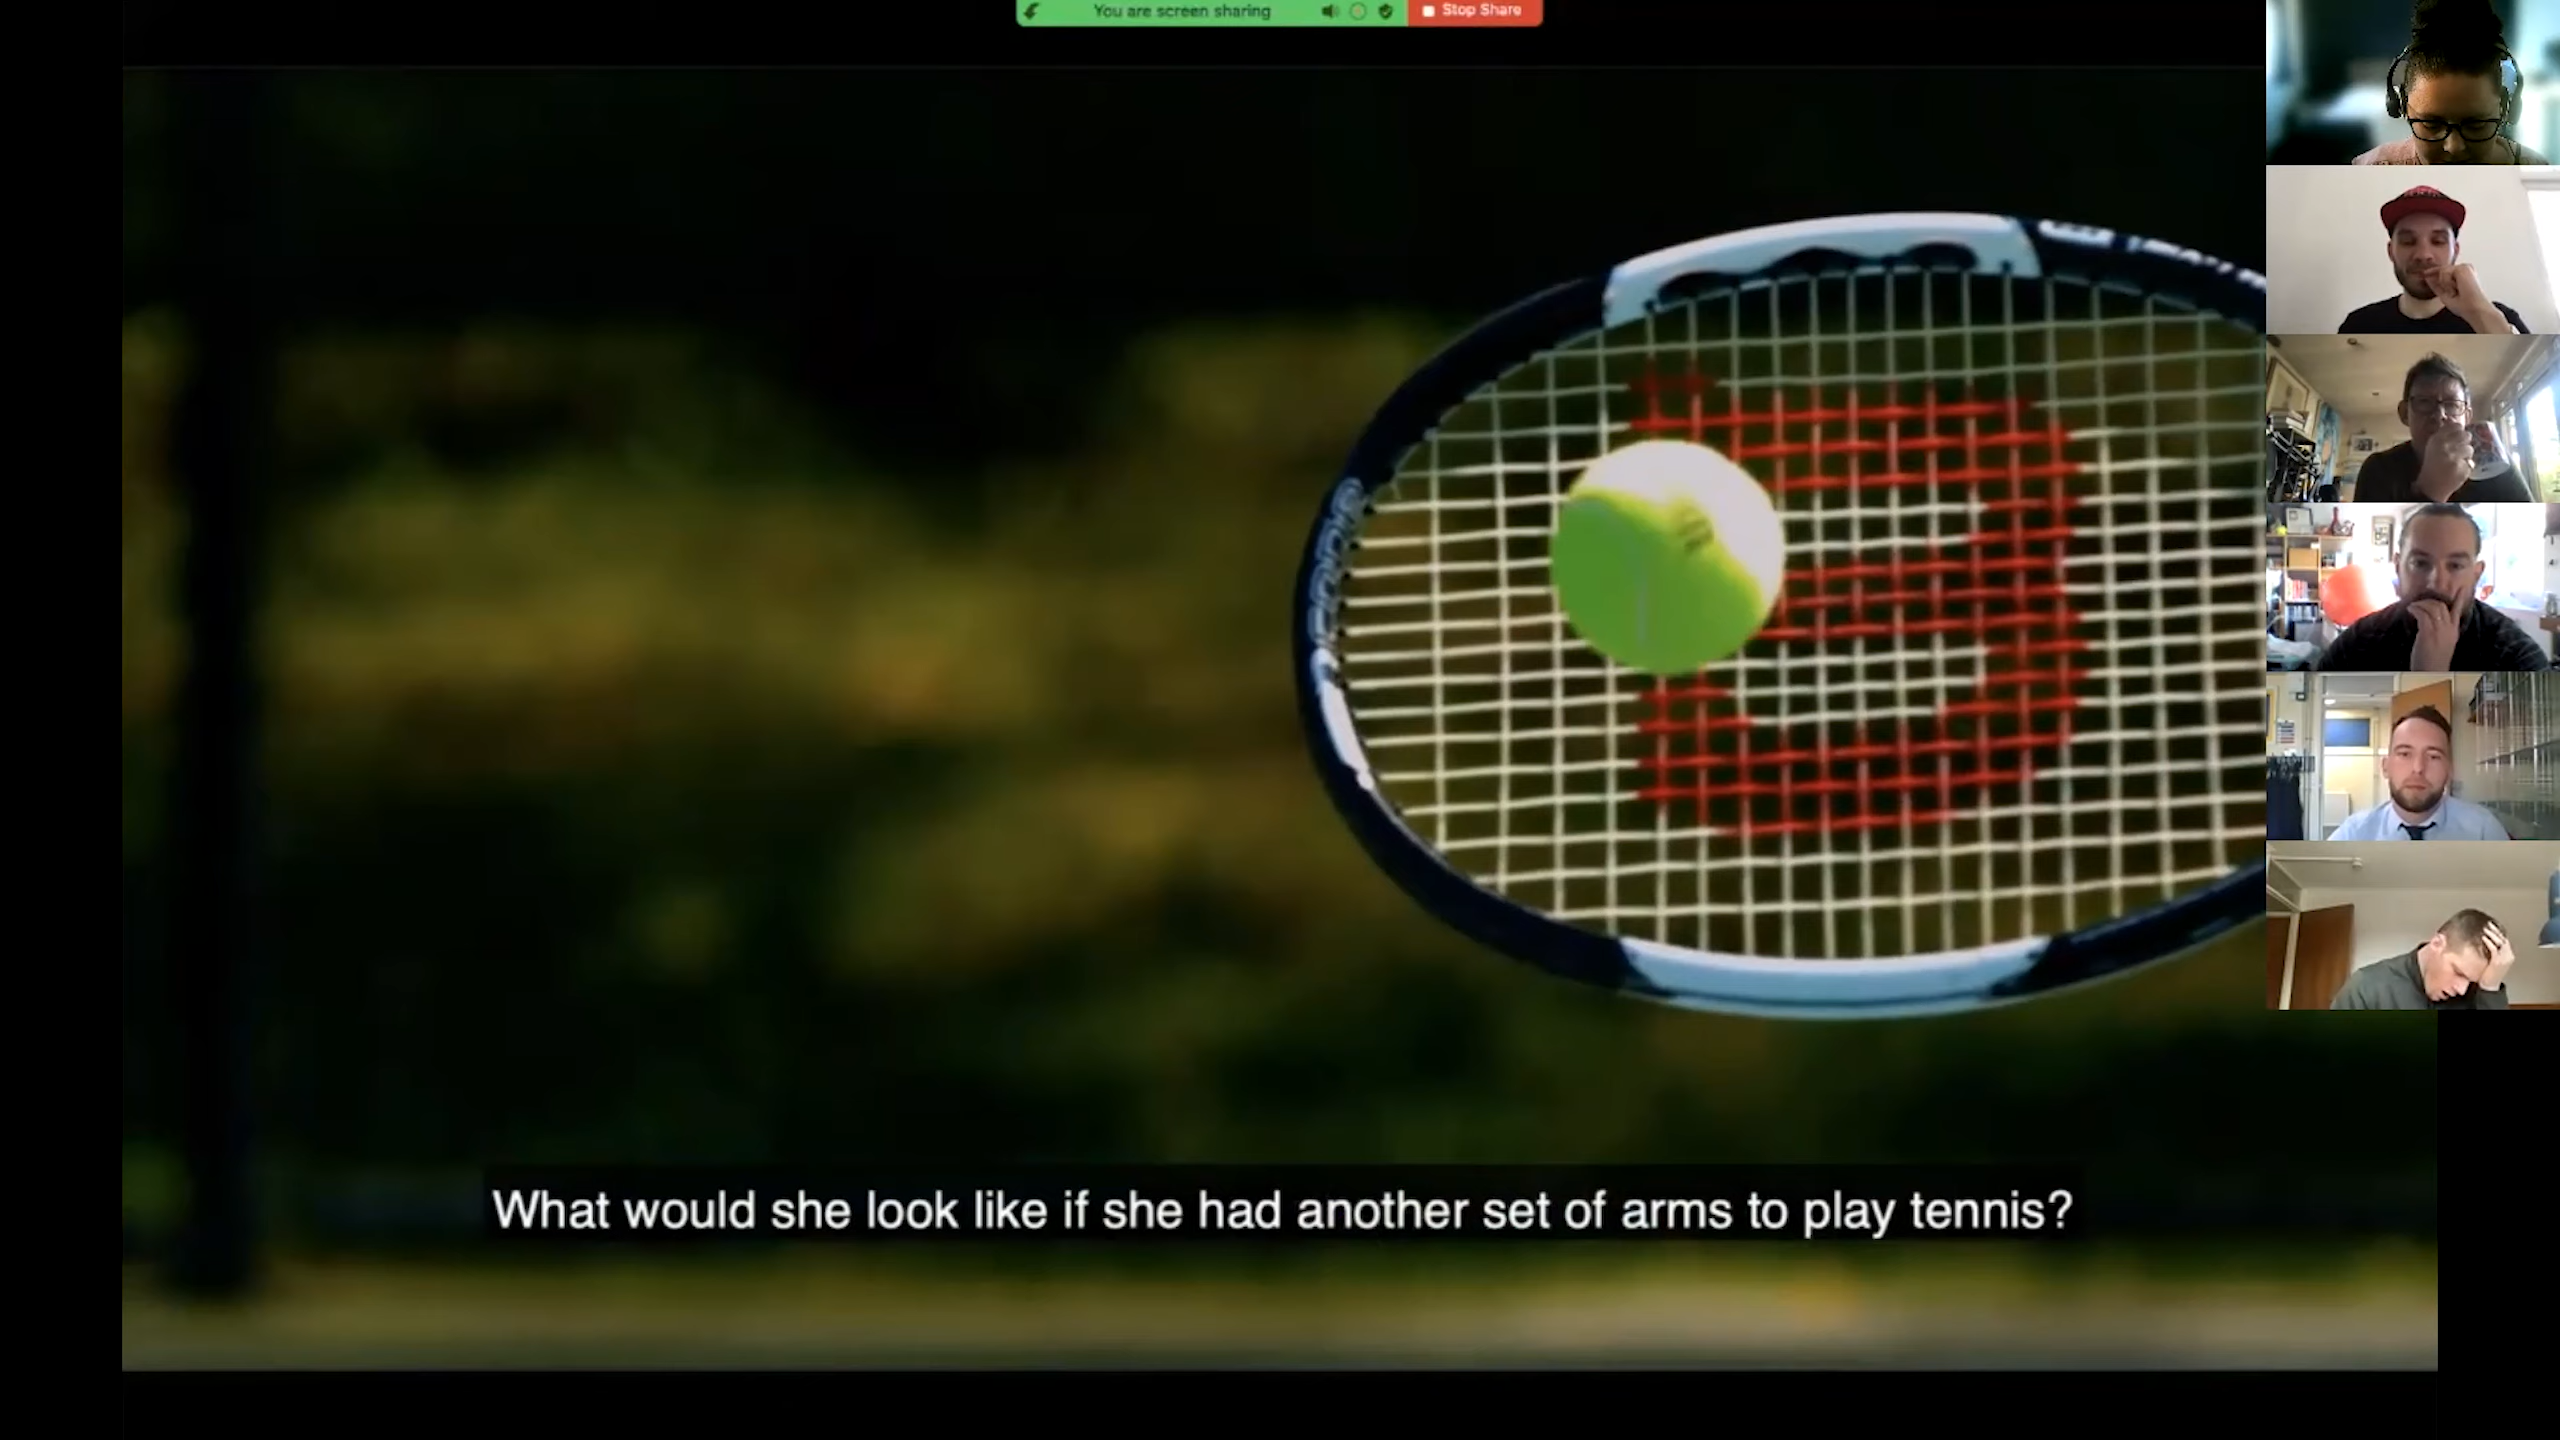 You are screen sharing
Stop Share
What would she look like if she had another set of arms to play tennis?